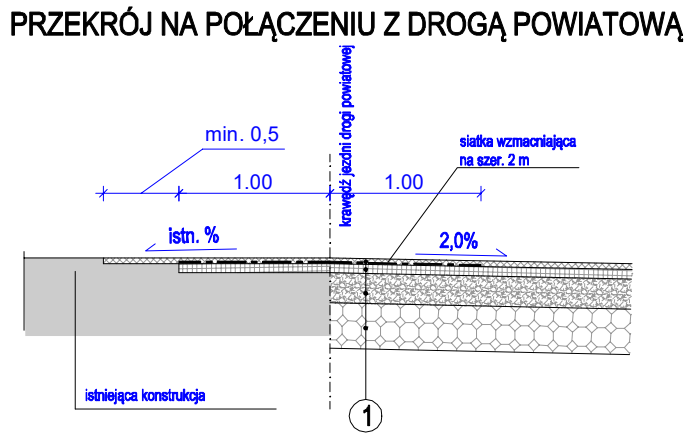 PRZEKRÓJ NA POŁĄCZENIU Z DROGĄ POWIATOWĄ
krawędź jezdni drogi powiatowej
min. 0,5
siatka wzmacniająca
na szer. 2 m
1.00
1.00
istn. %
2,0%
istniejąca konstrukcja
1